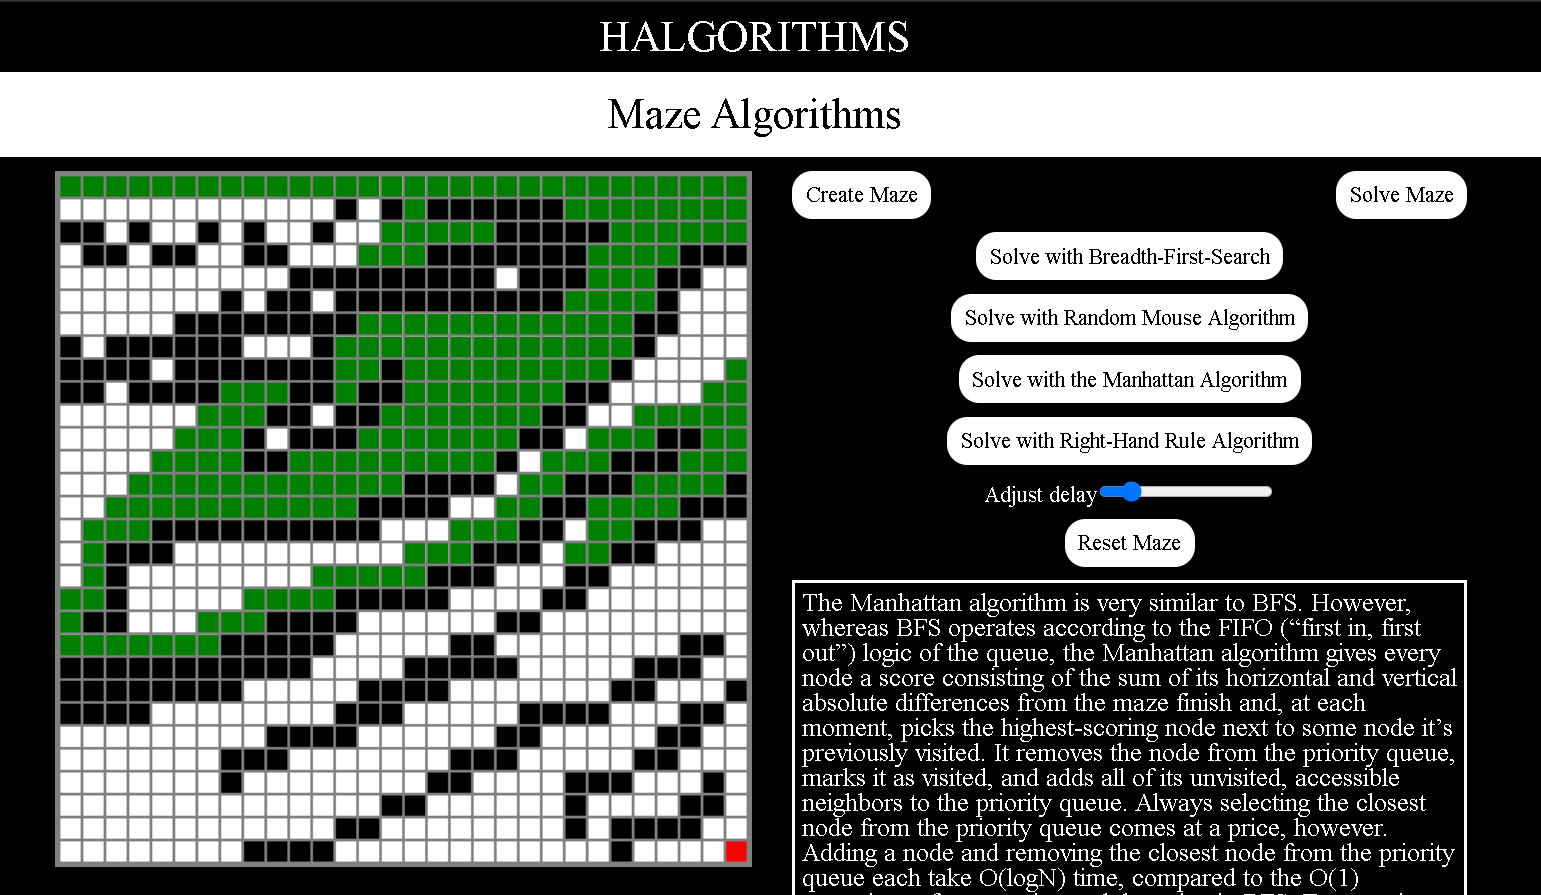 HALGORITHMS
Maze Algorithms
Create Maze
Solve Maze
Solve with Breadth-First-Search
Solve with Random Mouse Algorithm
Solve with the Manhattan Algorithm
Solve with Right-Hand Rule Algorithm
Adjust delay
Reset Maze
The Manhattan algorithm is very similar to BFS. However,
whereas BFS operates according to the FIFO (“first in, first
out”) logic of the queue, the Manhattan algorithm gives every
node a score consisting of the sum of its horizontal and vertical
absolute differences from the maze finish and, at each
moment, picks the highest-scoring node next to some node it’s
previously visited. It removes the node from the priority queue,
marks it as visited, and adds all of its unvisited, accessible
neighbors to the priority queue. Always selecting the closest
node from the priority queue comes at a price, however.
Adding a node and removing the closest node from the priority
queue each take O(logN) time, compared to the O(1)